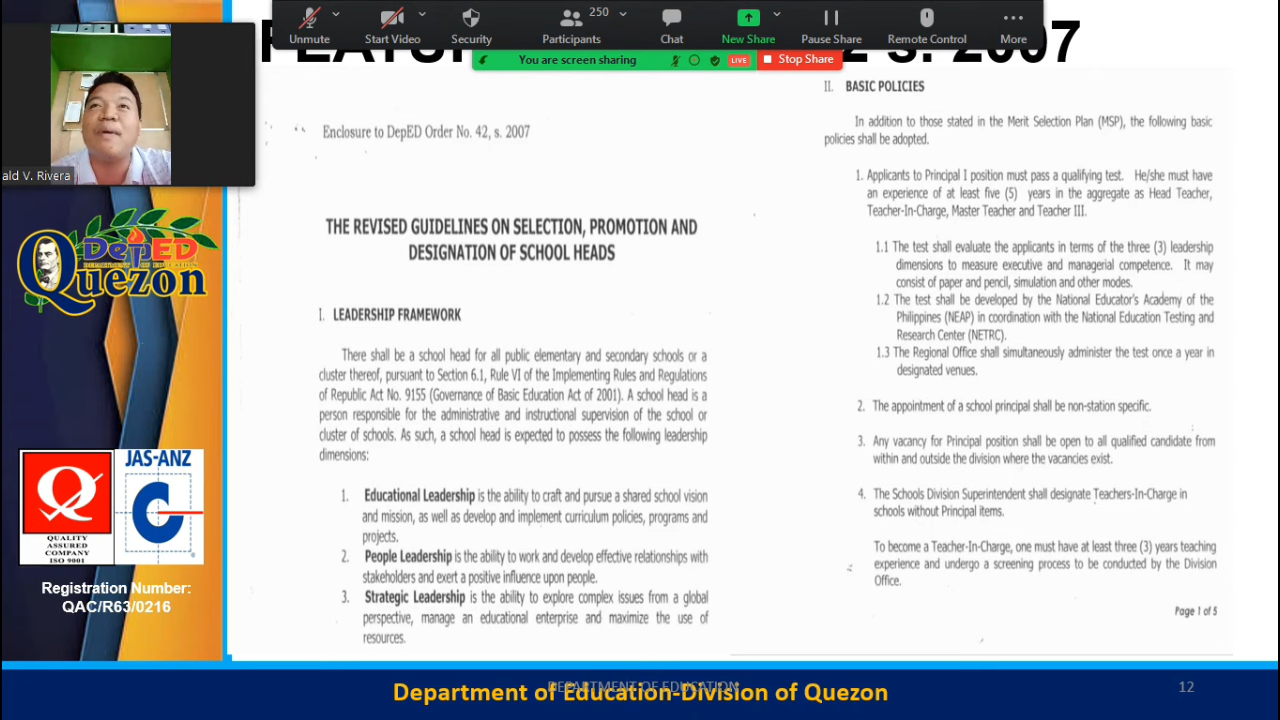 Unmute
Start Video
Security
Participants
250
Chat
New Share
Pause Share
Remote Control
More
You are screen sharing
LIVE
Stop Share
2 s. 2007
ald V. Rivera
DepED
DEPARTMENT OF EDUCATION
Quezon
JAS-ANZ
QUALITY
ASSURED
COMPANY
ISO 9001
Registration Number:
QAC/R63/0216
Enclosure to DepED Order No. 42, s. 2007
THE REVISED GUIDELINES ON SELECTION, PROMOTION AND
DESIGNATION OF SCHOOL HEADS
I. LEADERSHIP FRAMEWORK
There shall be a school head for all public elementary and secondary schools or a
cluster thereof, pursuant to Section 6.1, Rule VI of the Implementing Rules and Regulations
of Republic Act No. 9155 (Governance of Basic Education Act of 2001). A school head is a
person responsible for the administrative and instructional supervision of the school or
cluster of schools. As such, a school head is expected to possess the following leadership
dimensions:
1. Educational Leadership is the ability to craft and pursue a shared school vision
and mission, as well as develop and implement curriculum policies, programs and
projects.
2. People Leadership is the ability to work and develop effective relationships with
stakeholders and exert a positive influence upon people.
3. Strategic Leadership is the ability to explore complex issues from a global
perspective, manage an educational enterprise and maximize the use of
resources.
II. BASIC POLICIES
In addition to those stated in the Merit Selection Plan (MSP), the following basic
policies shall be adopted.
1. Applicants to Principal I position must pass a qualifying test. He/she must have
an experience of at least five (5) years in the aggregate as Head Teacher,
Teacher-In-Charge, Master Teacher and Teacher III.
1.1 The test shall evaluate the applicants in terms of the three (3) leadership
dimensions to measure executive and managerial competence. It may
consist of paper and pencil, simulation and other modes.
1.2 The test shall be developed by the National Educator's Academy of the
Philippines (NEAP) in coordination with the National Education Testing and
Research Center (NETRC).
1.3 The Regional Office shall simultaneously administer the test once a year in
designated venues.
2. The appointment of a school principal shall be non-station specific.
3. Any vacancy for Principal position shall be open to all qualified candidate from
within and outside the division where the vacancies exist.
4. The Schools Division Superintendent shall designate Teachers-In-Charge in
schools without Principal items.
To become a Teacher-In-Charge, one must have at least three (3) years teaching
experience and undergo a screening process to be conducted by the Division
Office.
Page 1 of 5
DEPARTMENT OF EDUCATION
Department of Education-Division of Quezon
12